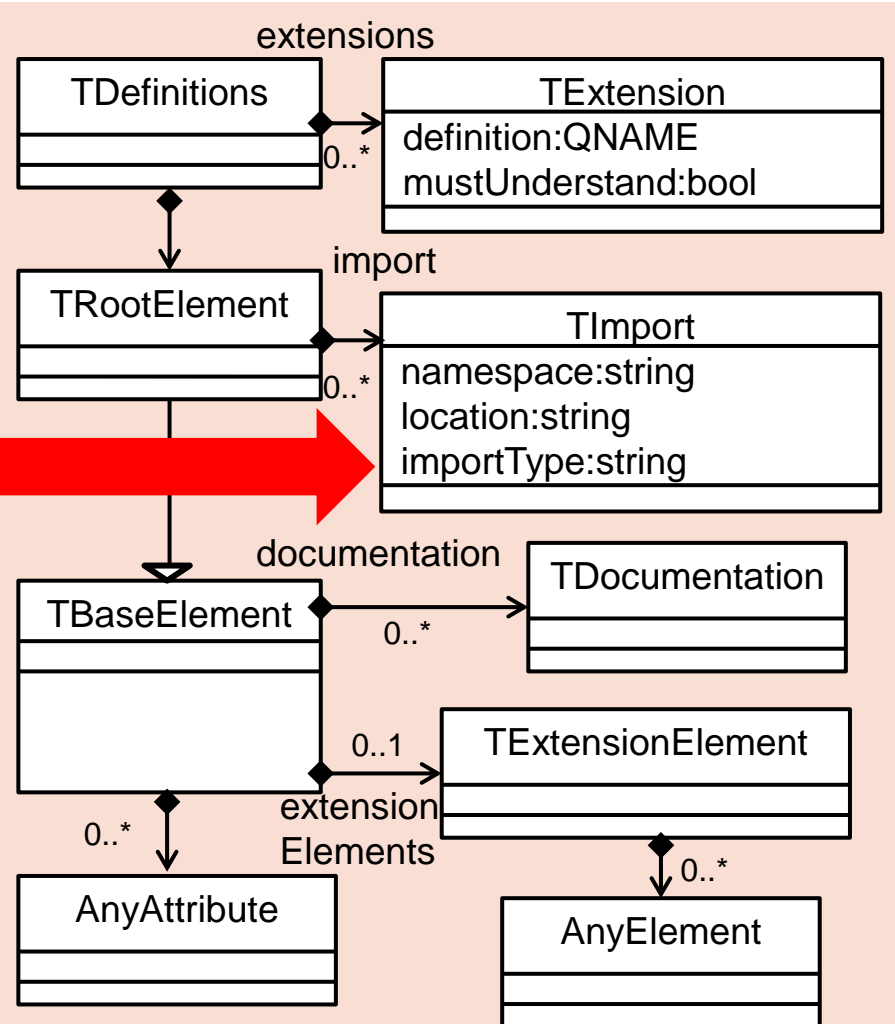 extensions
TDefinitions
TExtension
0..*
definition:QNAME
mustUnderstand:bool
import
TRootElement
TImport
0..*
namespace:string
location:string
importType:string
documentation
TBaseElement
TDocumentation
0..*
0..1
TExtensionElement
extension
Elements
0..*
0..*
AnyAttribute
AnyElement